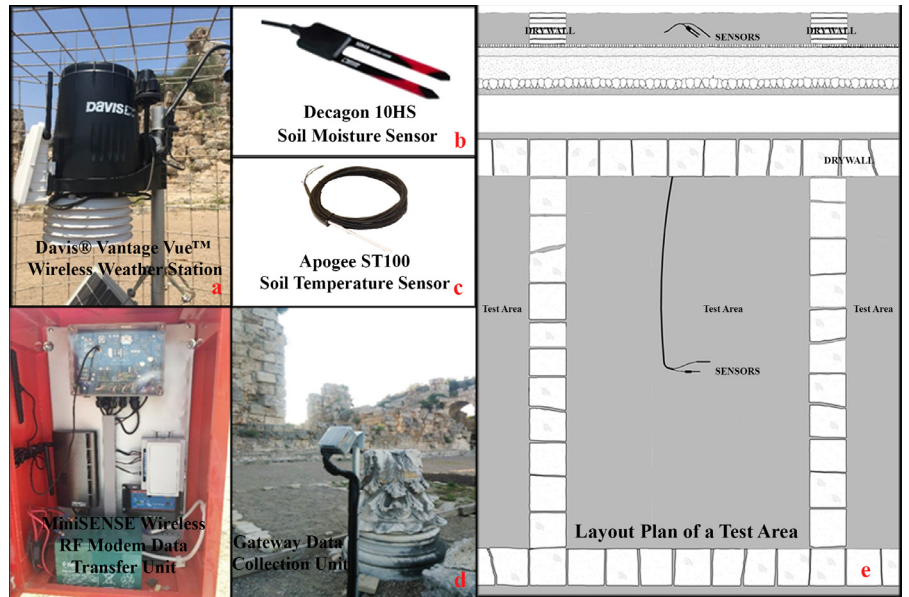 DAVIS
Davis® Vantage Vue™
Wireless Weather Station
a
Decagon 10HS
Soil Moisture Sensor
b
Apogee ST100
Soil Temperature Sensor
c
MiniSENSE Wireless
RF Modem Data
Transfer Unit
Gateway Data
Collection Unit
d
DRYWALL
SENSORS
DRYWALL
DRYWALL
Test Area
Test Area
Test Area
SENSORS
Layout Plan of a Test Area
e